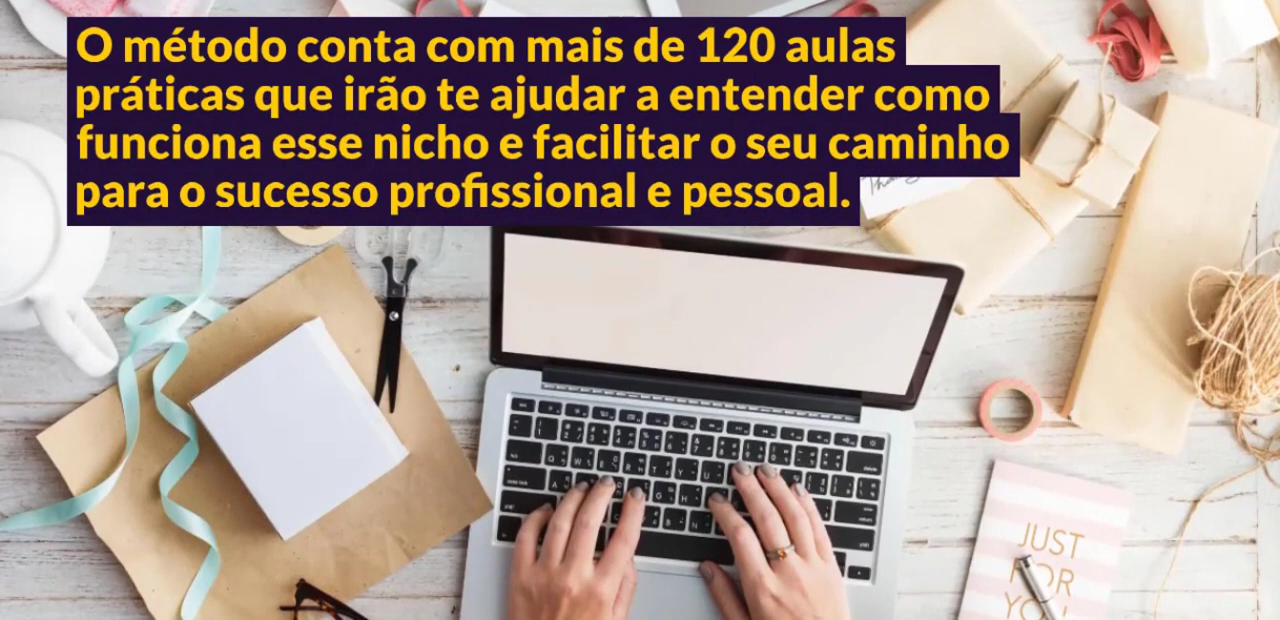 O método conta com mais de 120 aulas
práticas que irão te ajudar a entender como
funciona esse nicho e facilitar o seu caminho
para o sucesso profissional e pessoal.
JUST
FOR
YOU